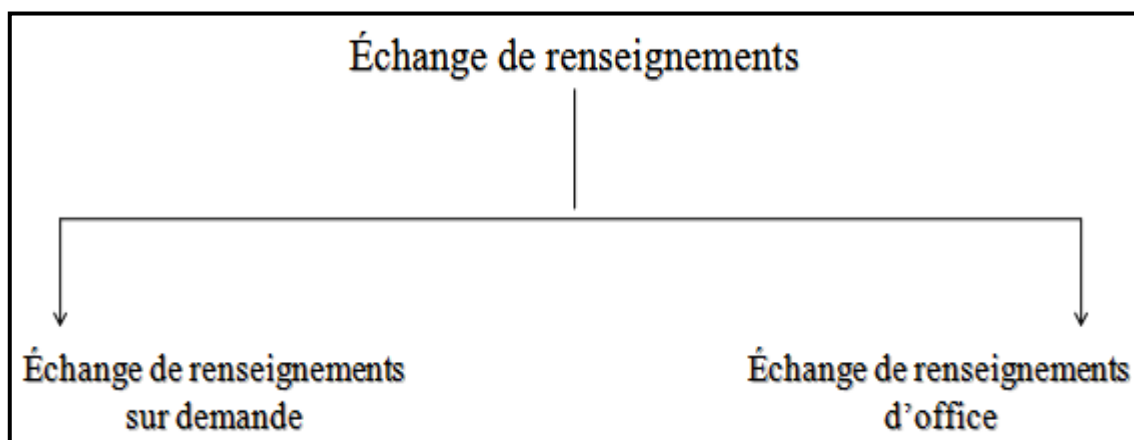 Échange de renseignements
Échange de renseignements
sur demande
Échange de renseignements
d’office